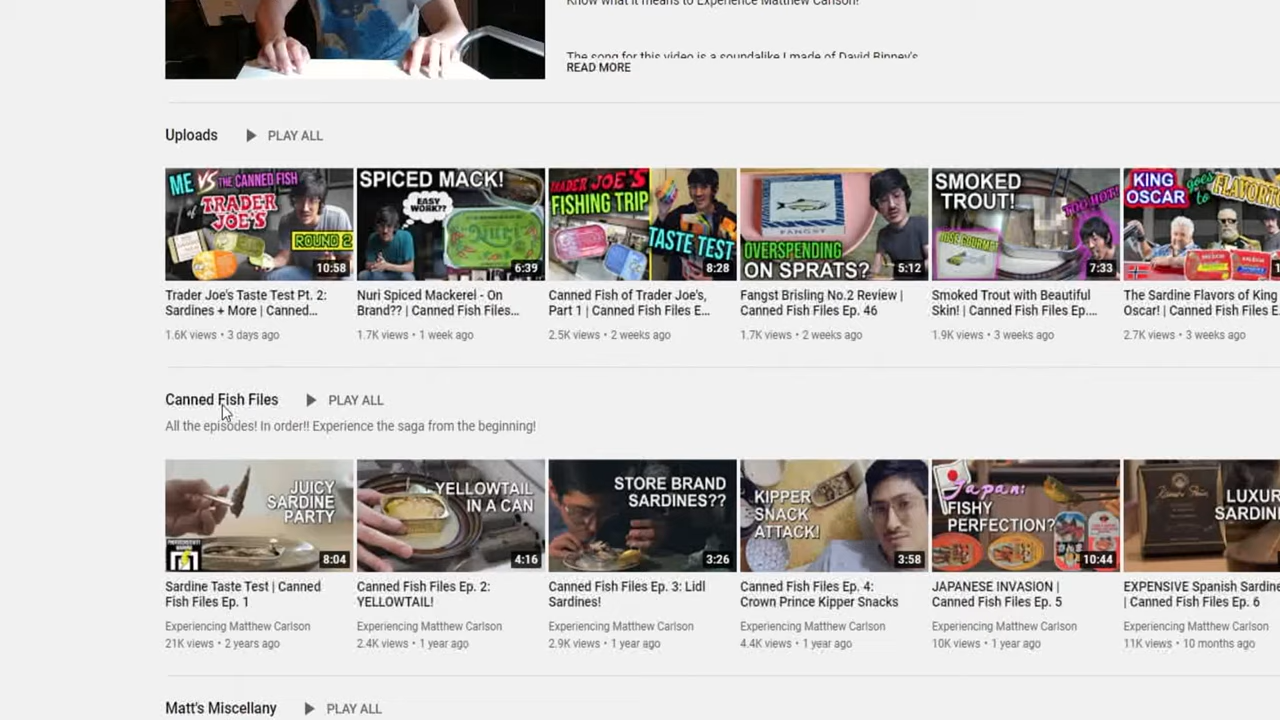 Know what it means to Experience Matthew Carlson!
The song for this video is a soundalike I made of David Binney's
READ MORE
Uploads
PLAY ALL
ME VS THE CANNED FISH
of TRADER
JOE'S
ROUND 2
10:58
SPICED MACK!
EASY
WORK??
Nuri
6:39
TRADER JOE'S
FISHING TRIP
TASTE TEST
8:28
FANGST
OVERSPENDING
ON SPRATS?
5:12
SMOKED
TROUT!
TOO HOT!
7:33
KING
OSCAR
goes
to
Trader Joe's Taste Test Pt. 2:
Sardines + More | Canned...
1.6K views • 3 days ago
Nuri Spiced Mackerel - On
Brand?? | Canned Fish Files...
1.7K views • 1 week ago
Canned Fish of Trader Joe's,
Part 1 | Canned Fish Files E...
2.5K views • 2 weeks ago
Fangst Brisling No.2 Review |
Canned Fish Files Ep. 46
1.7K views • 2 weeks ago
Smoked Trout with Beautiful
Skin! | Canned Fish Files Ep....
1.9K views • 3 weeks ago
The Sardine Flavors of King
Oscar! | Canned Fish Files E
2.7K views • 3 weeks ago
Canned Fish Files
PLAY ALL
All the episodes! In order!! Experience the saga from the beginning!
JUICY
SARDINE
PARTY
8:04
YELLOWTAIL
IN A CAN
4:16
STORE BRAND
SARDINES??
3:26
KIPPER
SNACK
ATTACK!
3:58
Japan:
FISHY
PERFECTION?
10:44
LUXUR
SARDIN
Sardine Taste Test | Canned
Fish Files Ep. 1
Experiencing Matthew Carlson
21K views • 2 years ago
Canned Fish Files Ep. 2:
YELLOWTAIL!
Experiencing Matthew Carlson
2.4K views • 1 year ago
Canned Fish Files Ep. 3: Lidl
Sardines!
Experiencing Matthew Carlson
2.9K views • 1 year ago
Canned Fish Files Ep. 4:
Crown Prince Kipper Snacks
Experiencing Matthew Carlson
4.4K views • 1 year ago
JAPANESE INVASION |
Canned Fish Files Ep. 5
Experiencing Matthew Carlson
10K views • 1 year ago
EXPENSIVE Spanish Sardine
| Canned Fish Files Ep. 6
Experiencing Matthew Carlson
11K views • 10 months ago
Matt's Miscellany
PLAY ALL